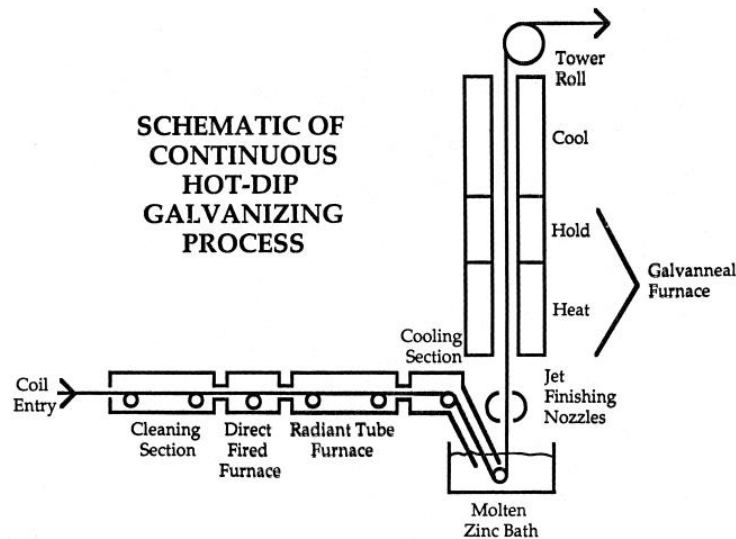 SCHEMATIC OF
CONTINUOUS
HOT-DIP
GALVANIZING
PROCESS
Tower
Roll
Cool
Hold
Heat
Galvanneal
Furnace
Cooling
Section
Jet
Finishing
Nozzles
Coil
Entry
Cleaning
Section
Direct
Fired
Furnace
Radiant Tube
Furnace
Molten
Zinc Bath